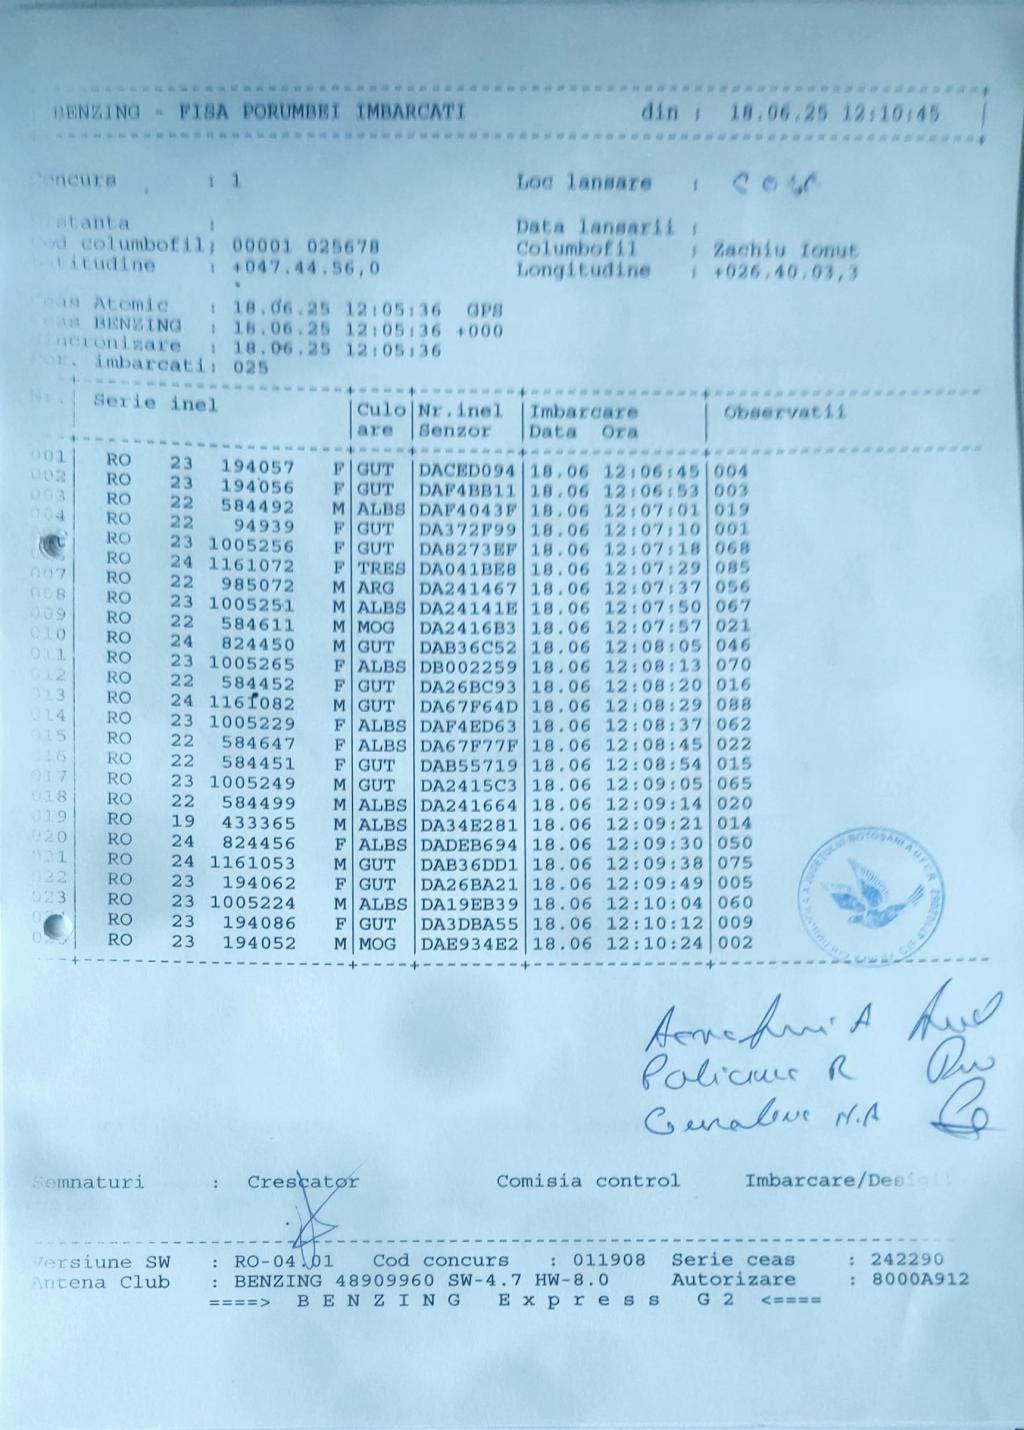 BENZING - FISA PORUMBEI IMBARCATI din : 18.06.25 12:10:45
Concurs : 1 Loc lansare :
Distanta : Data lansarii :
Cod columbofil: 00001 025678 Columbofil : Zachiu Ionut
Latitudine : +047.44.56,0 Longitudine : +026.40.03,3
Ceas Atomic : 18.06.25 12:05:36 GPS
Ceas BENZING : 18.06.25 12:05:36 +000
Sincronizare : 18.06.25 12:05:36
Por. imbarcati: 025
Nr. Serie inel Culo Nr.inel Imbarcare Observatii
are Senzor Data Ora
001 RO 23 194057 F GUT DACED094 18.06 12:06:45 004
002 RO 23 194056 F GUT DAF4BB11 18.06 12:06:53 003
003 RO 22 584492 M ALBS DAF4043F 18.06 12:07:01 019
004 RO 22 94939 F GUT DA372F99 18.06 12:07:10 001
RO 23 1005256 F GUT DA8273EF 18.06 12:07:18 068
RO 24 1161072 F TRES DA041BE8 18.06 12:07:29 085
007 RO 22 985072 M ARG DA241467 18.06 12:07:37 056
008 RO 23 1005251 M ALBS DA24141E 18.06 12:07:50 067
009 RO 22 584611 M MOG DA2416B3 18.06 12:07:57 021
010 RO 24 824450 M GUT DAB36C52 18.06 12:08:05 046
011 RO 23 1005265 F ALBS DB002259 18.06 12:08:13 070
012 RO 22 584452 F GUT DA26BC93 18.06 12:08:20 016
013 RO 24 1161082 M GUT DA67F64D 18.06 12:08:29 088
014 RO 23 1005229 F ALBS DAF4ED63 18.06 12:08:37 062
015 RO 22 584647 F ALBS DA67F77F 18.06 12:08:45 022
016 RO 22 584451 F GUT DAB55719 18.06 12:08:54 015
017 RO 23 1005249 M GUT DA2415C3 18.06 12:09:05 065
018 RO 22 584499 M ALBS DA241664 18.06 12:09:14 020
019 RO 19 433365 M ALBS DA34E281 18.06 12:09:21 014
020 RO 24 824456 F ALBS DADEB694 18.06 12:09:30 050
021 RO 24 1161053 M GUT DAB36DD1 18.06 12:09:38 075
022 RO 23 194062 F GUT DA26BA21 18.06 12:09:49 005
023 RO 23 1005224 M ALBS DA19EB39 18.06 12:10:04 060
RO 23 194086 F GUT DA3DBA55 18.06 12:10:12 009
025 RO 23 194052 M MOG DAE934E2 18.06 12:10:24 002
Semnaturi : Crescator Comisia control Imbarcare/Desigil
Versiune SW : RO-04.01 Cod concurs : 011908 Serie ceas : 242290
Antena Club : BENZING 48909960 SW-4.7 HW-8.0 Autorizare : 8000A912
====> B E N Z I N G E x p r e s s G 2 <====